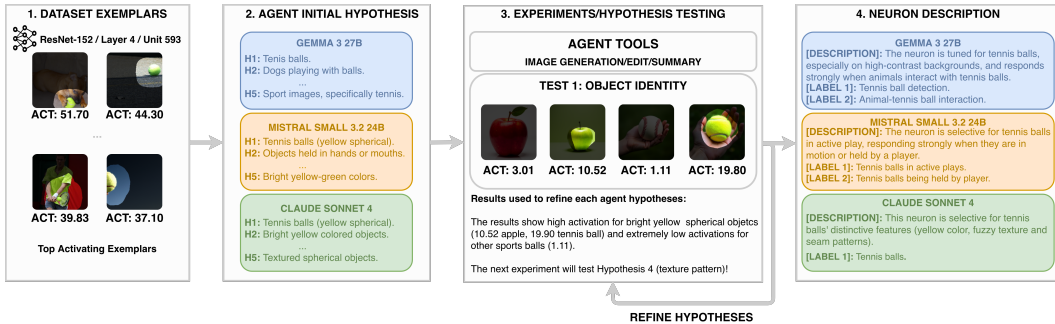 1. DATASET EXEMPLARS
ResNet-152 / Layer 4 / Unit 593
ACT: 51.70
ACT: 44.30
...
ACT: 39.83
ACT: 37.10
Top Activating Exemplars
2. AGENT INITIAL HYPOTHESIS
GEMMA 3 27B
H1: Tenis balls.
H2: Dogs playing with balls.
...
H5: Sport images, specifically tennis.
MISTRAL SMALL 3.2 24B
H1: Tennis balls (yellow spherical).
H2: Objects held in hands or mouths.
...
H5: Bright yellow-green colors.
CLAUDE SONNET 4
H1: Tennis balls (yellow spherical).
H2: Bright yellow colored objects.
...
H5: Textured spherical objects.
3. EXPERIMENTS/HYPOTHESIS TESTING
AGENT TOOLS
IMAGE GENERATION/EDIT/SUMMARY
TEST 1: OBJECT IDENTITY
ACT: 3.01
ACT: 10.52
ACT: 1.11
ACT: 19.80
Results used to refine each agent hypotheses:
The results show high activation for bright yellow spherical objetcs
(10.52 apple, 19.90 tennis ball) and extremely low activations for
other sports balls (1.11).
The next experiment will test Hypothesis 4 (texture pattern)!
REFINE HYPOTHESES
4. NEURON DESCRIPTION
GEMMA 3 27B
[DESCRIPTION]: The neuron is tuned for tennis balls,
especially on high-contrast backgrounds, and responds
strongly when animals interact with tennis balls.
[LABEL 1]: Tennis ball detection.
[LABEL 2]: Animal-tennis ball interaction.
MISTRAL SMALL 3.2 24B
[DESCRIPTION]: The neuron is selective for tennis balls
in active play, responding strongly when they are in
motion or held by a player.
[LABEL 1]: Tennis balls in active plays.
[LABEL 2]: Tennis balls being held by player.
CLAUDE SONNET 4
[DESCRIPTION]: This neuron is selective for tennis
balls' distinctive features (yellow color, fuzzy texture and
seam patterns).
[LABEL 1]: Tennis balls.